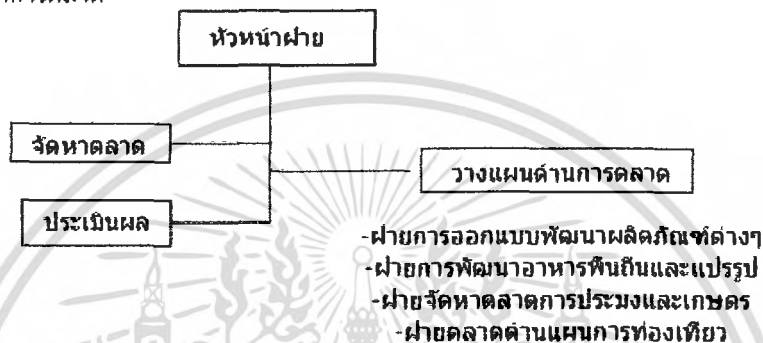 หัวหน้าฝ่าย
จัดหาตลาด
วางแผนด้านการตลาด
ประเมินผล
-ฝ่ายการออกแบบพัฒนาผลิตภัณฑ์ต่างๆ
-ฝ่ายการพัฒนาอาหารพื้นถิ่นและแปรรูป
-ฝ่ายจัดหาตลาดการประมงและเกษตร
-ฝ่ายตลาดด้านแผนการท่องเที่ยว